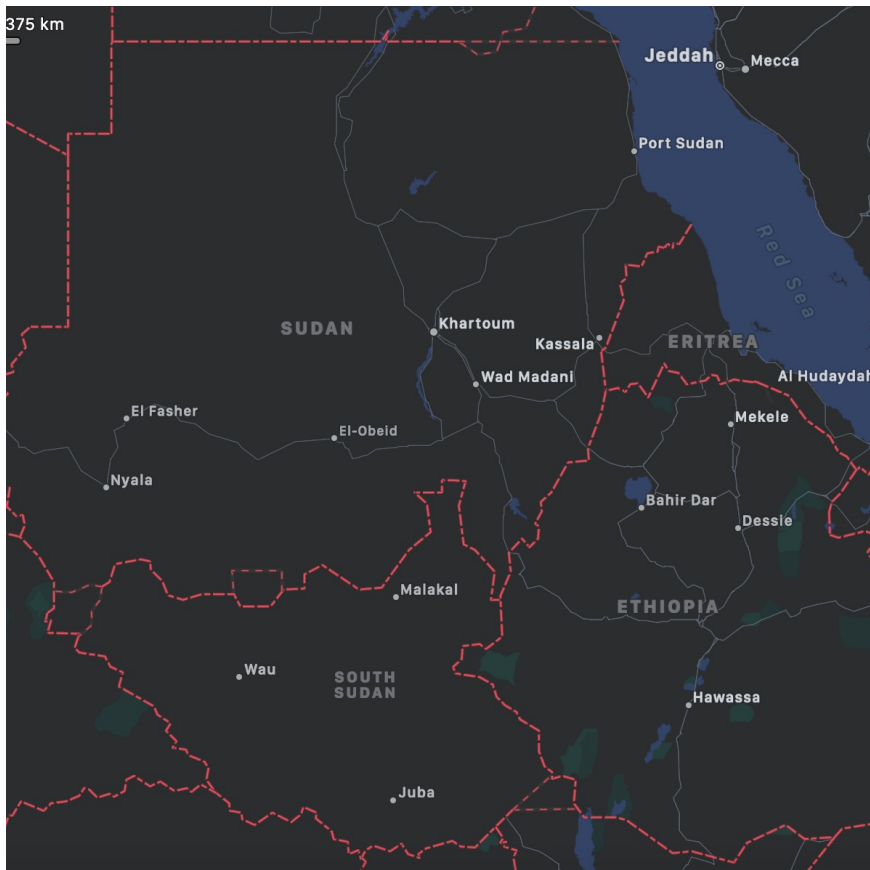 375 km
Jeddah
Mecca
Port Sudan
Red Sea
SUDAN
Khartoum
Kassala
ERITREA
Wad Madani
Al Hudaydah
El Fasher
El-Obeid
Mekele
Nyala
Bahir Dar
Dessie
Malakal
ETHIOPIA
Wau
SOUTH
SUDAN
Hawassa
Juba